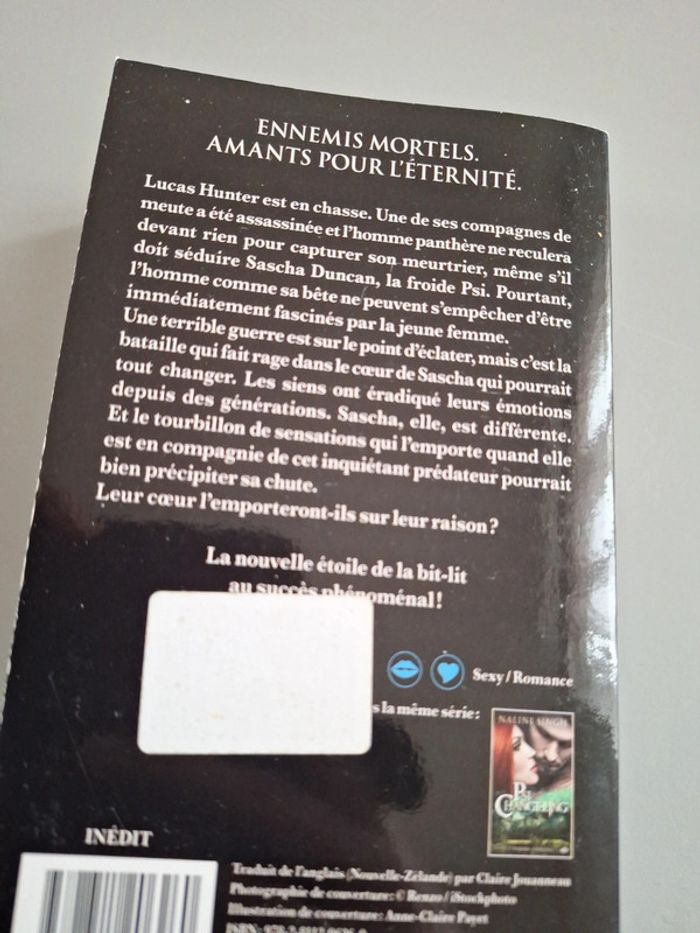 ENNEMIS MORTELS.
AMANTS POUR L'ÉTERNITÉ.
Lucas Hunter est en chasse. Une de ses compagnes de
meute a été assassinée et l'homme panthère ne reculera
devant rien pour capturer son meurtrier, même s'il
doit séduire Sascha Duncan, la froide Psi. Pourtant,
l'homme comme sa bête ne peuvent s'empêcher d'être
immédiatement fascinés par la jeune femme.
Une terrible guerre est sur le point d'éclater, mais c'est la
bataille qui fait rage dans le cœur de Sascha qui pourrait
tout changer. Les siens ont éradiqué leurs émotions
depuis des générations. Sascha, elle, est différente.
Et le tourbillon de sensations qui l'emporte quand elle
est en compagnie de cet inquiétant prédateur pourrait
bien précipiter sa chute.
Leur cœur l'emporteront-ils sur leur raison ?
La nouvelle étoile de la bit-lit
au succès phénoménal !
Sexy / Romance
s la même série :
NALINI SINGH
PSI-CHANGELING
INÉDIT
Traduit de l'anglais (Nouvelle-Zélande) par Claire Jouanneau
Photographie de couverture : © Renzo / iStockphoto
Illustration de couverture : Anne-Claire Payet